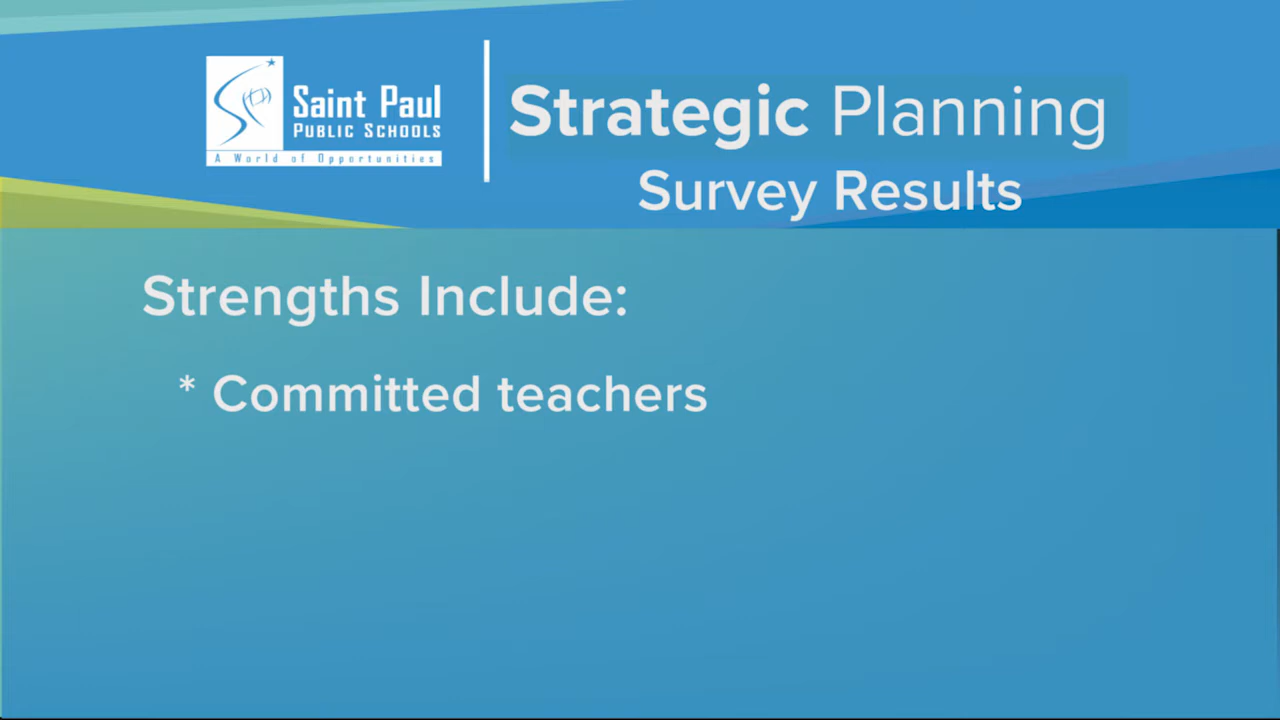 Saint Paul
Public Schools
A World of Opportunities
Strategic Planning
Survey Results
Strengths Include:
* Committed teachers